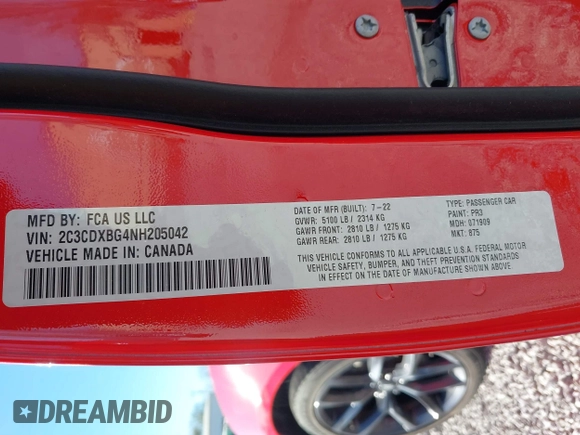 MFD BY: FCA US LLC
VIN: 2C3CDXBG4NH205042
VEHICLE MADE IN: CANADA
DATE OF MFR (BUILT): 7-22
GVWR: 5100 LB / 2314 KG
GAWR FRONT: 2810 LB / 1275 KG
GAWR REAR: 2810 LB / 1275 KG
TYPE: PASSENGER CAR
PAINT: PR3
MDH: 071909
MKT: B75
THIS VEHICLE CONFORMS TO ALL APPLICABLE U.S.A. FEDERAL MOTOR
VEHICLE SAFETY, BUMPER, AND THEFT PREVENTION STANDARDS
IN EFFECT ON THE DATE OF MANUFACTURE SHOWN ABOVE
DREAMBID